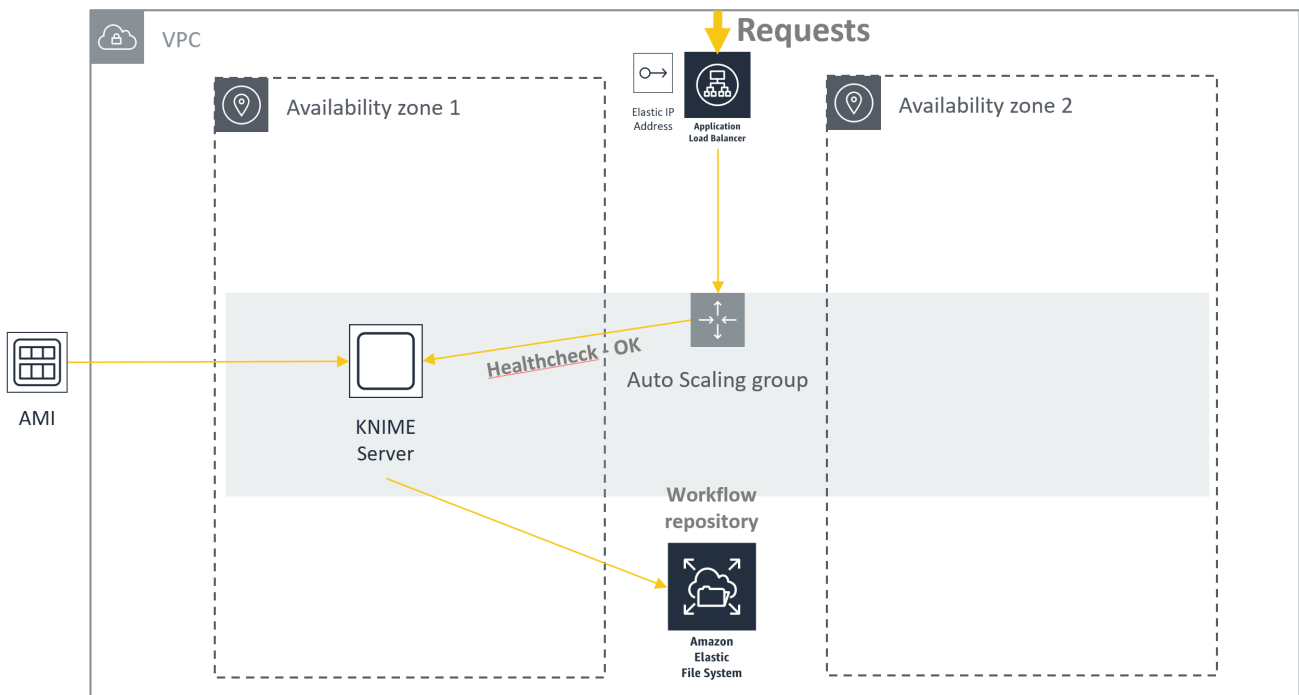 Requests
VPC
Availability zone 1
Elastic IP
Address
Application
Load Balancer
Availability zone 2
Healthcheck - OK
Auto Scaling group
AMI
KNIME
Server
Workflow
repository
Amazon
Elastic
File System